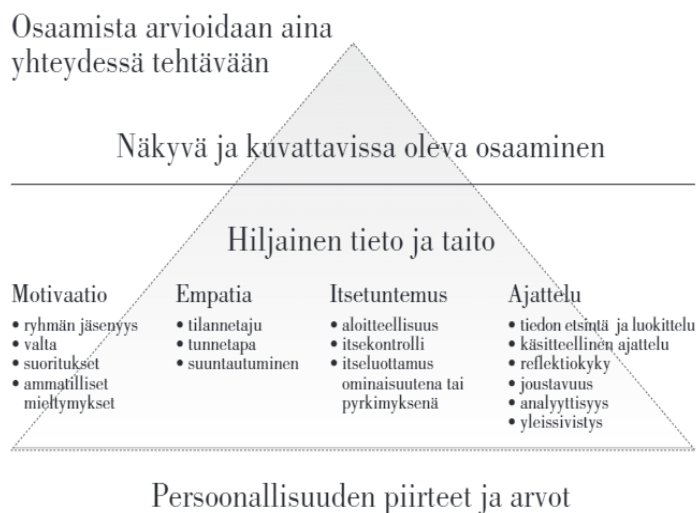 Osaamista arvioidaan aina
yhteydessä tehtävään
Näkyvä ja kuvattavissa oleva osaaminen
Hiljainen tieto ja taito
Motivaatio
• ryhmän jäsenyys
• valta
• suoritukset
• ammatilliset
mieltymykset
Empatia
• tilannetaju
• tunnetapa
• suuntautuminen
Itsetuntemus
• aloitteellisuus
• itsekontrolli
• itseluottamus
ominaisuutena tai
pyrkimyksenä
Ajattelu
• tiedon etsintä ja luokittelu
• käsitteellinen ajattelu
• reflektiokyky
• joustavuus
• analyyttisyys
• yleissivistys
Persoonallisuuden piirteet ja arvot